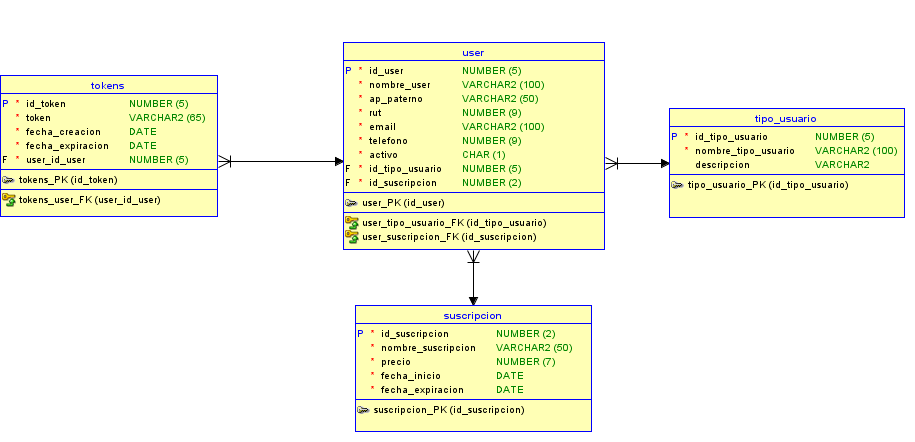 tokens
P * id_token NUMBER (5)
* token VARCHAR2 (65)
* fecha_creacion DATE
* fecha_expiracion DATE
F * user_id_user NUMBER (5)
tokens_PK (id_token)
tokens_user_FK (user_id_user)
user
P * id_user NUMBER (5)
* nombre_user VARCHAR2 (100)
* ap_paterno VARCHAR2 (50)
* rut NUMBER (9)
* email VARCHAR2 (100)
* telefono NUMBER (9)
* activo CHAR (1)
F * id_tipo_usuario NUMBER (5)
F * id_suscripcion NUMBER (2)
user_PK (id_user)
user_tipo_usuario_FK (id_tipo_usuario)
user_suscripcion_FK (id_suscripcion)
tipo_usuario
P * id_tipo_usuario NUMBER (5)
* nombre_tipo_usuario VARCHAR2 (100)
descripcion VARCHAR2
tipo_usuario_PK (id_tipo_usuario)
suscripcion
P * id_suscripcion NUMBER (2)
* nombre_suscripcion VARCHAR2 (50)
* precio NUMBER (7)
* fecha_inicio DATE
* fecha_expiracion DATE
suscripcion_PK (id_suscripcion)